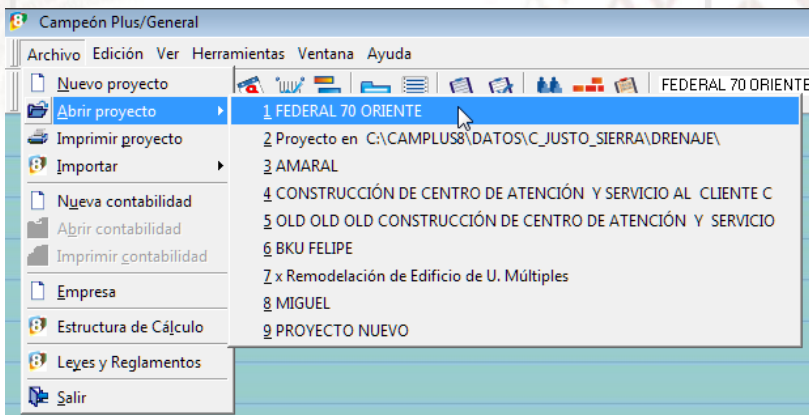 Campeón Plus/General
Archivo Edición Ver Herramientas Ventana Ayuda
FEDERAL 70 ORIENTE
Nuevo proyecto
Abrir proyecto
Imprimir proyecto
Importar
Nueva contabilidad
Abrir contabilidad
Imprimir contabilidad
Empresa
Estructura de Cálculo
Leyes y Reglamentos
Salir
1 FEDERAL 70 ORIENTE
2 Proyecto en C:\CAMPLUS8\DATOS\C_JUSTO_SIERRA\DRENAJE\
3 AMARAL
4 CONSTRUCCIÓN DE CENTRO DE ATENCIÓN Y SERVICIO AL CLIENTE C
5 OLD OLD OLD CONSTRUCCIÓN DE CENTRO DE ATENCIÓN Y SERVICIO
6 BKU FELIPE
7 x Remodelación de Edificio de U. Múltiples
8 MIGUEL
9 PROYECTO NUEVO